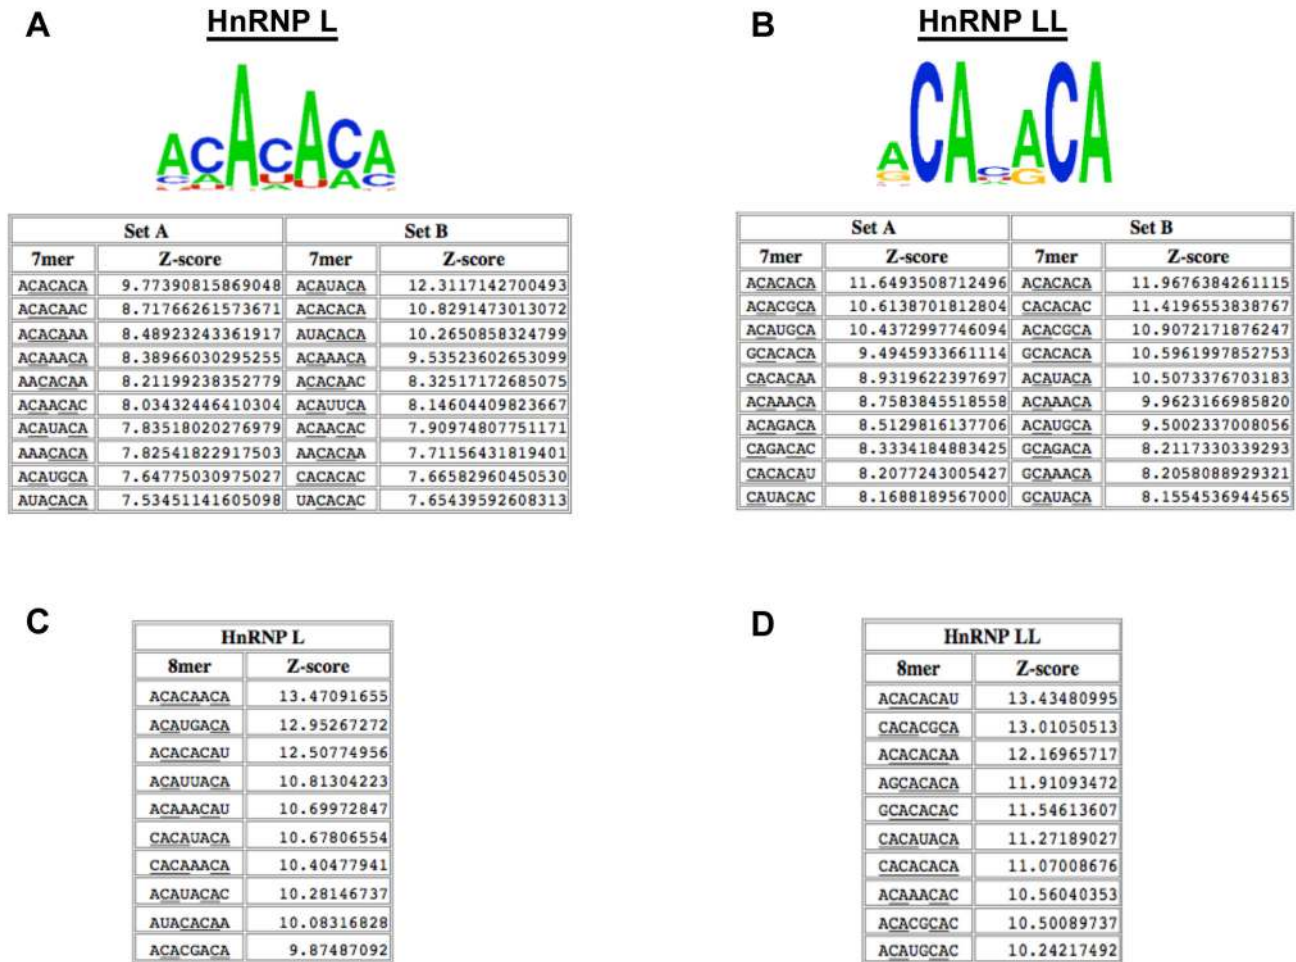 A HnRNP L
B HnRNP LL
ACACACA
ACACACA
Set A Set B
7mer Z-score 7mer Z-score
ACACACA 9.77390815869048 ACAUACA 12.3117142700493
ACACAAC 8.71766261573671 ACACACA 10.8291473013072
ACACAAA 8.48923243361917 AUACACA 10.2650858324799
ACAAACA 8.38966030295255 ACAAACA 9.53523602653099
AACACAA 8.21199238352779 ACACAAC 8.32517172685075
ACAACAC 8.03432446410304 ACAUUCA 8.14604409823667
ACAUACA 7.83518020276979 ACAACAC 7.90974807751171
AAACACA 7.82541822917503 AACACAA 7.71156431819401
ACAUGCA 7.64775030975027 CACACAC 7.66582960450530
AUACACA 7.53451141605098 UACACAC 7.65439592608313
Set A Set B
7mer Z-score 7mer Z-score
ACACACA 11.6493508712496 ACACACA 11.9676384261115
ACACGCA 10.6138701812804 CACACAC 11.4196553838767
ACAUGCA 10.4372997746094 ACACGCA 10.9072171876247
GCACACA 9.4945933661114 GCACACA 10.5961997852753
CACACAA 8.9319622397697 ACAUACA 10.5073376703183
ACAAACA 8.7583845518558 ACAAACA 9.9623166985820
ACAGACA 8.5129816137706 ACAUGCA 9.5002337008056
CAGACAC 8.3334184883425 GCAGACA 8.2117330339293
CACACAU 8.2077243005427 GCAAACA 8.2058088929321
CAUACAC 8.1688189567000 GCAUACA 8.1554536944565
C
HnRNP L
8mer Z-score
ACACAACA 13.47091655
ACAUGACA 12.95267272
ACACACAU 12.50774956
ACAUUACA 10.81304223
ACAAACAU 10.69972847
CACAUACA 10.67806554
CACAAACA 10.40477941
ACAUACAC 10.28146737
AUACACAA 10.08316828
ACACGACA 9.87487092
D
HnRNP LL
8mer Z-score
ACACACAU 13.43480995
CACACGCA 13.01050513
ACACACAA 12.16965717
AGCACACA 11.91093472
GCACACAC 11.54613607
CACAUACA 11.27189027
CACACACA 11.07008676
ACAAACAC 10.56040353
ACACGCAC 10.50089737
ACAUGCAC 10.24217492